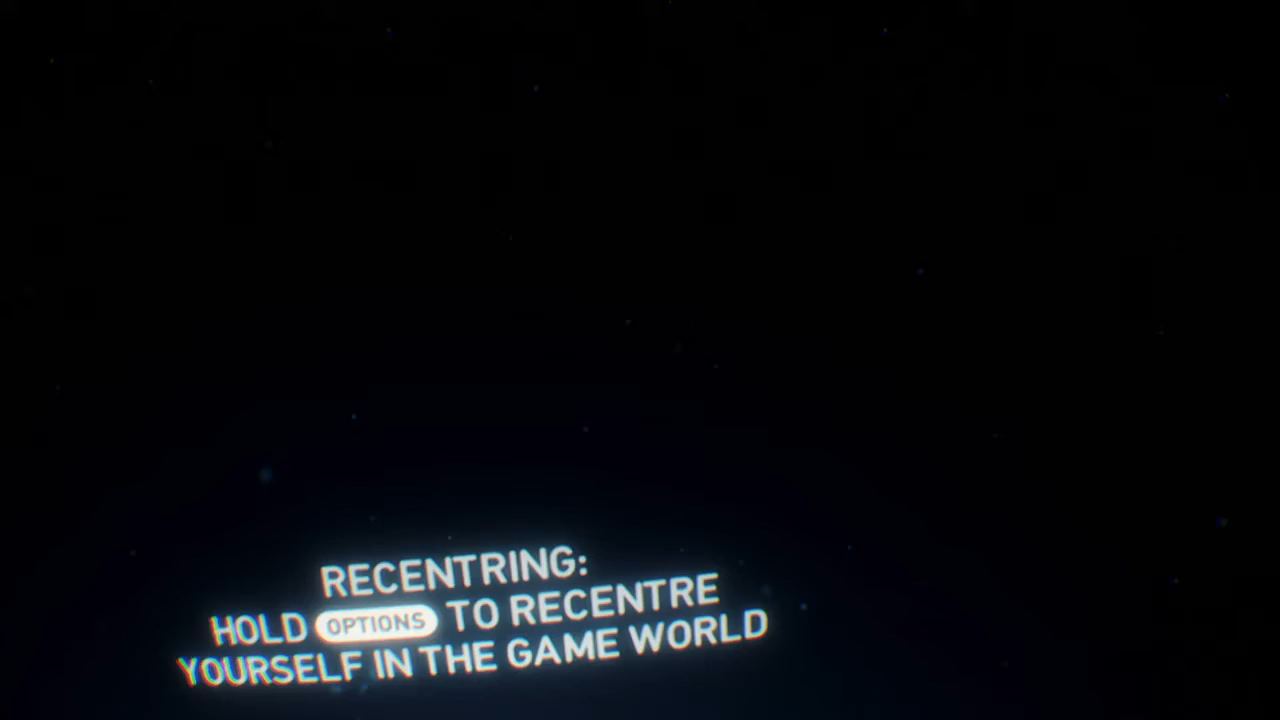 RECENTRING:
HOLD OPTIONS TO RECENTRE
YOURSELF IN THE GAME WORLD